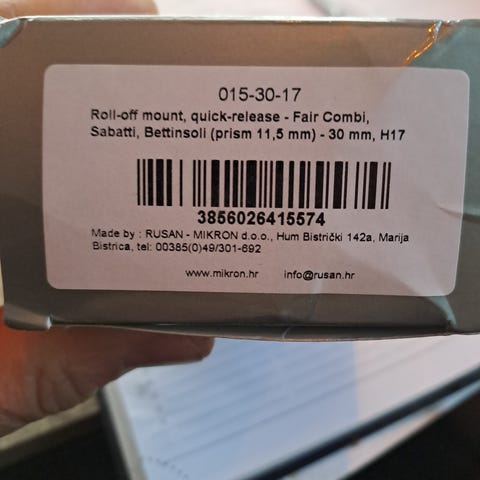 015-30-17
Roll-off mount, quick-release - Fair Combi,
Sabatti, Bettinsoli (prism 11,5 mm) - 30 mm, H17
3856026415574
Made by : RUSAN - MIKRON d.o.o., Hum Bistrički 142a, Marija
Bistrica, tel: 00385(0)49/301-692
www.mikron.hr info@rusan.hr